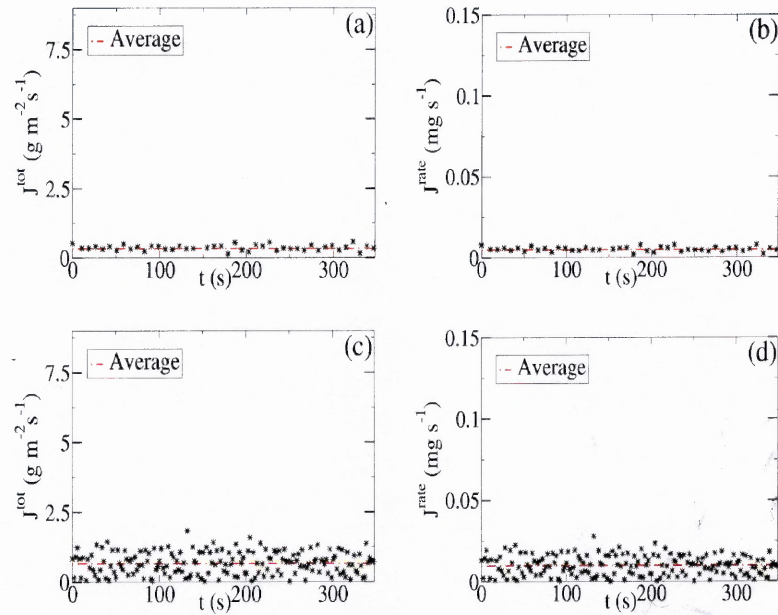 (a)
Average
J^tot (g m^-2 s^-1)
7.5
5
2.5
0
0 100 200 300
t (s)
(b)
Average
J^rate (mg s^-1)
0.15
0.1
0.05
0
0 100 200 300
t (s)
(c)
Average
J^tot (g m^-2 s^-1)
7.5
5
2.5
0
0 100 200 300
t (s)
(d)
Average
J^rate (mg s^-1)
0.15
0.1
0.05
0
0 100 200 300
t (s)